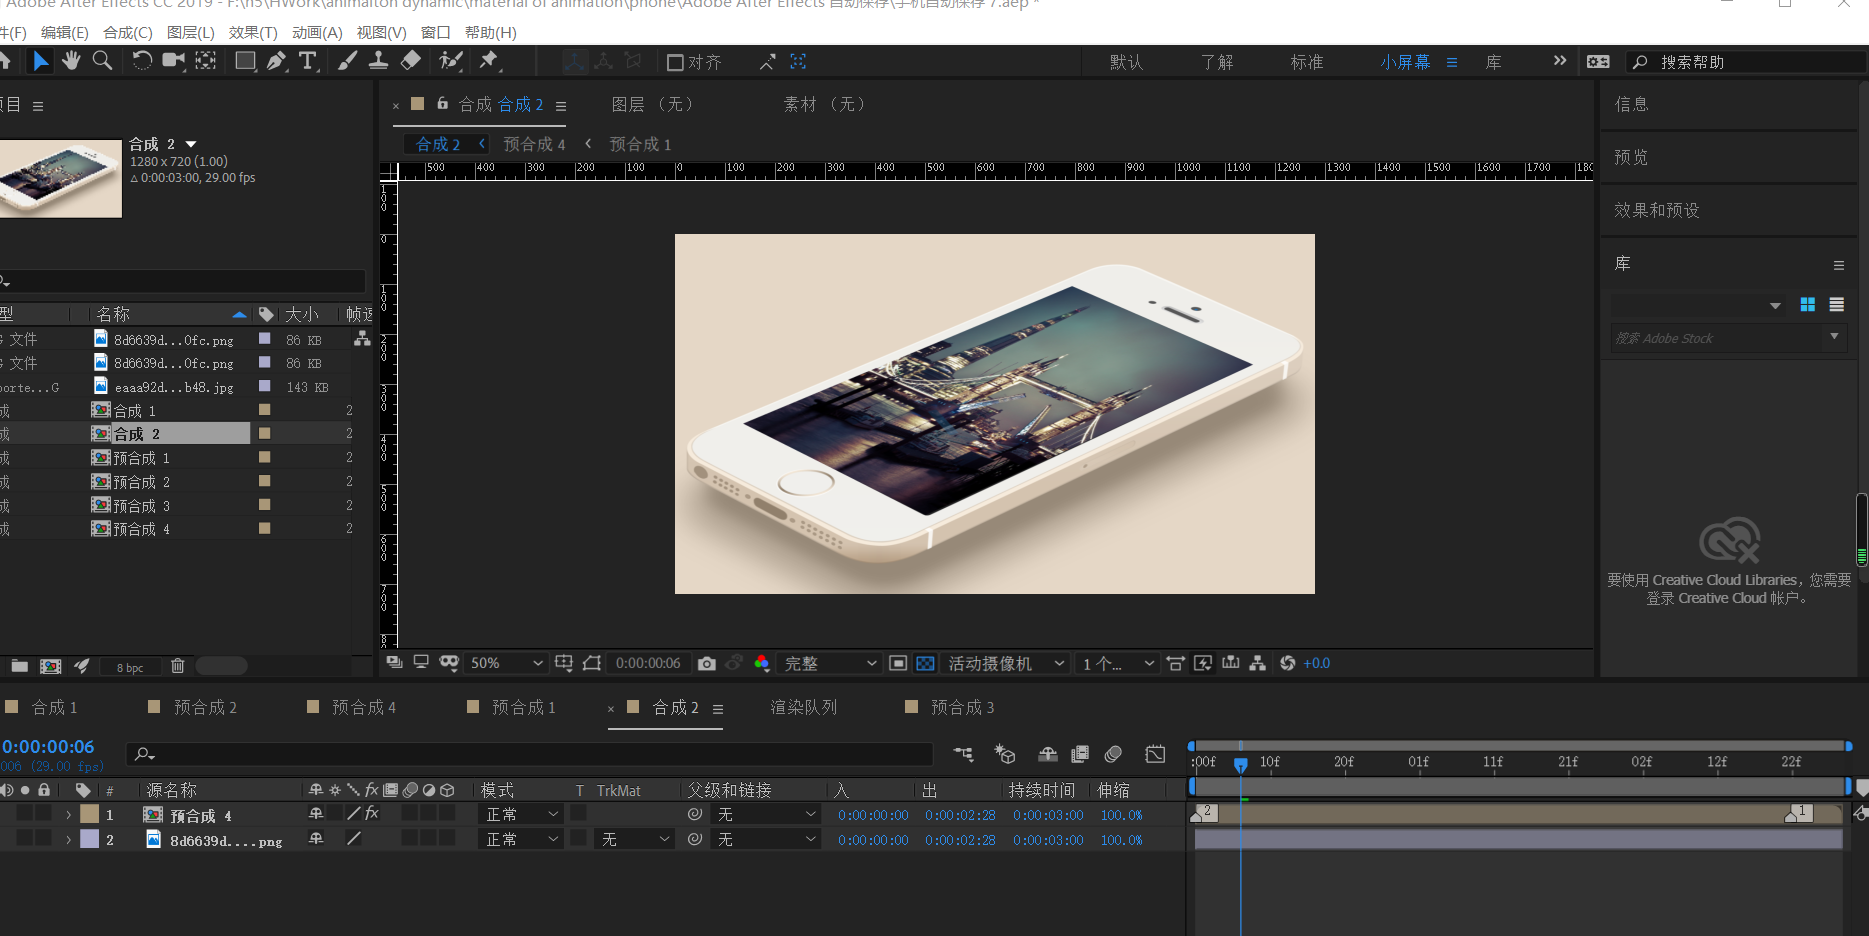 Adobe After Effects CC 2019 - F:\h5\HWork\animaiton dynamic\material of animation\phone\Adobe After Effects 自动保存\手机自动保存 7.aep *
件(F) 编辑(E) 合成(C) 图层(L) 效果(T) 动画(A) 视图(V) 窗口 帮助(H)
对齐 默认 了解 标准 小屏幕 库 搜索帮助
项目
合成 2
1280 x 720 (1.00)
Δ 0:00:03:00, 29.00 fps
型 名称 大小 帧速
G 文件 8d6639d...0fc.png 86 KB
G 文件 8d6639d...0fc.png 86 KB
porte...G eaaa92d...b48.jpg 143 KB
成 合成 1 2
成 合成 2 2
成 预合成 1 2
成 预合成 2 2
成 预合成 3 2
成 预合成 4 2
8 bpc
合成 合成 2 图层 (无) 素材 (无)
合成 2 预合成 4 预合成 1
500 400 300 200 100 0 100 200 300 400 500 600 700 800 900 1000 1100 1200 1300 1400 1500 1600 1700 180
100
0
100
200
300
400
500
600
700
8
50% 0:00:00:06 完整 活动摄像机 1 个... +0.0
信息
预览
效果和预设
库
搜索 Adobe Stock
要使用 Creative Cloud Libraries，您需要
登录 Creative Cloud 帐户。
合成 1 预合成 2 预合成 4 预合成 1 合成 2 渲染队列 预合成 3
0:00:00:06
006 (29.00 fps)
:00f 10f 20f 01f 11f 21f 02f 12f 22f
# 源名称 fx 模式 T TrkMat 父级和链接 入 出 持续时间 伸缩
1 预合成 4 fx 正常 无 0:00:00:00 0:00:02:28 0:00:03:00 100.0% 2 1
2 8d6639d....png 正常 无 无 0:00:00:00 0:00:02:28 0:00:03:00 100.0%